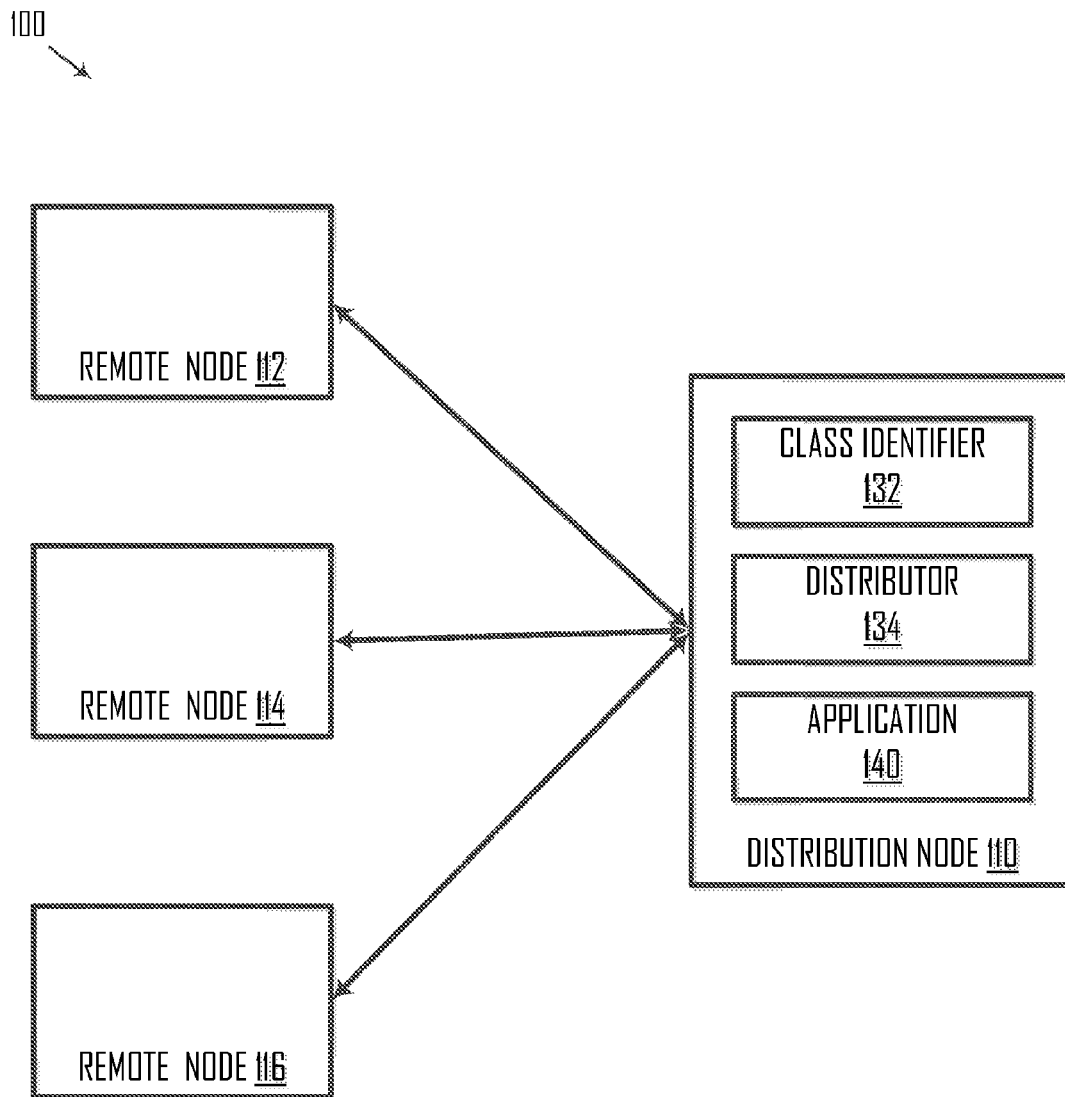 100
REMOTE NODE 112
CLASS IDENTIFIER
132
DISTRIBUTOR
134
REMOTE NODE 114
APPLICATION
140
DISTRIBUTION NODE 110
REMOTE NODE 116